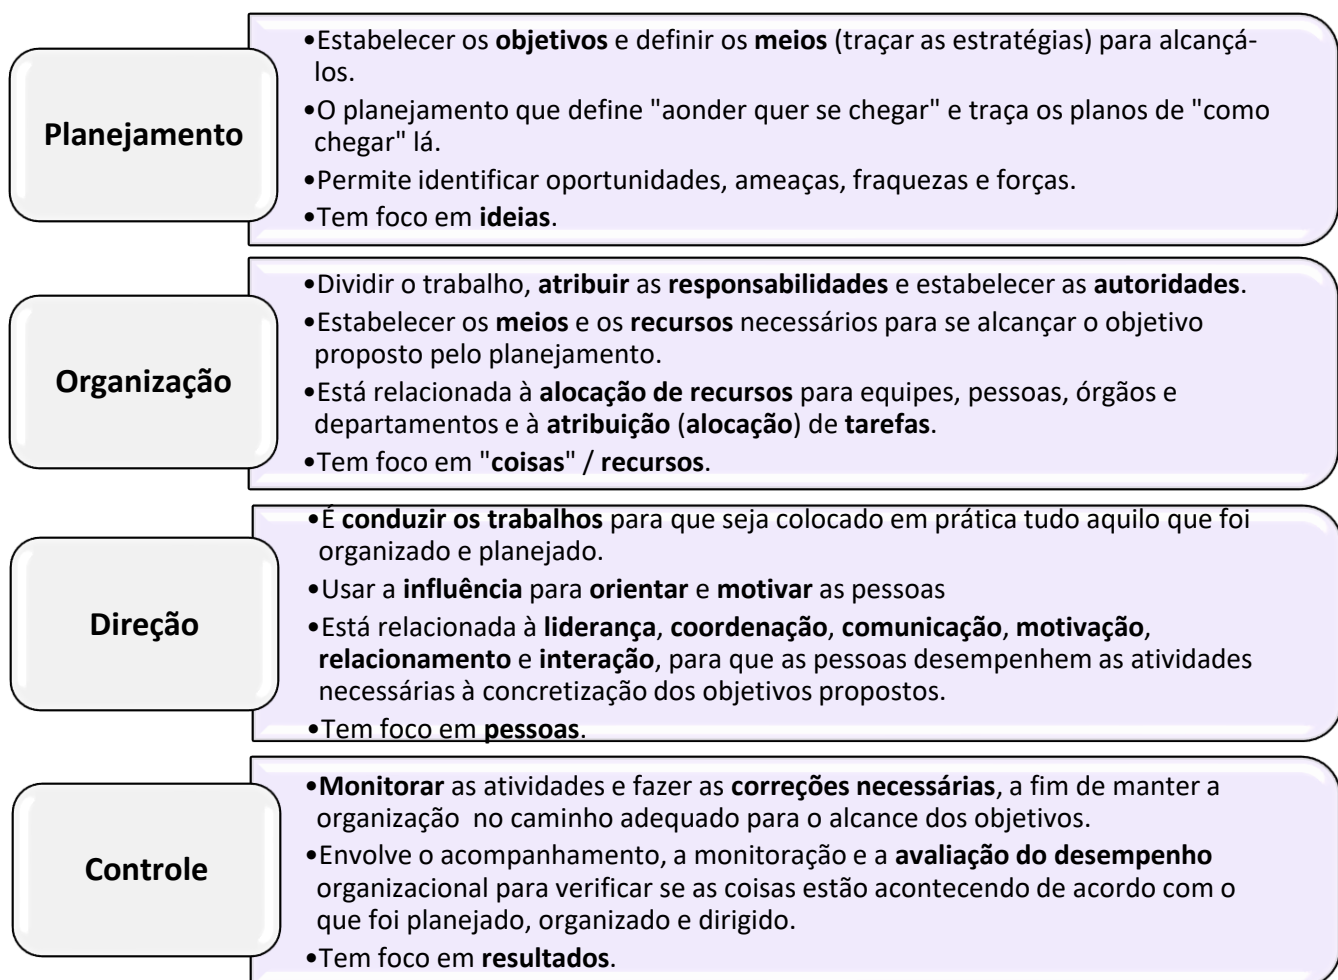 Planejamento
•Estabelecer os objetivos e definir os meios (traçar as estratégias) para alcançá-
los.
•O planejamento que define "aonder quer se chegar" e traça os planos de "como
chegar" lá.
•Permite identificar oportunidades, ameaças, fraquezas e forças.
•Tem foco em ideias.
Organização
•Dividir o trabalho, atribuir as responsabilidades e estabelecer as autoridades.
•Estabelecer os meios e os recursos necessários para se alcançar o objetivo
proposto pelo planejamento.
•Está relacionada à alocação de recursos para equipes, pessoas, órgãos e
departamentos e à atribuição (alocação) de tarefas.
•Tem foco em "coisas" / recursos.
Direção
•É conduzir os trabalhos para que seja colocado em prática tudo aquilo que foi
organizado e planejado.
•Usar a influência para orientar e motivar as pessoas
•Está relacionada à liderança, coordenação, comunicação, motivação,
relacionamento e interação, para que as pessoas desempenhem as atividades
necessárias à concretização dos objetivos propostos.
•Tem foco em pessoas.
Controle
•Monitorar as atividades e fazer as correções necessárias, a fim de manter a
organização no caminho adequado para o alcance dos objetivos.
•Envolve o acompanhamento, a monitoração e a avaliação do desempenho
organizacional para verificar se as coisas estão acontecendo de acordo com o
que foi planejado, organizado e dirigido.
•Tem foco em resultados.